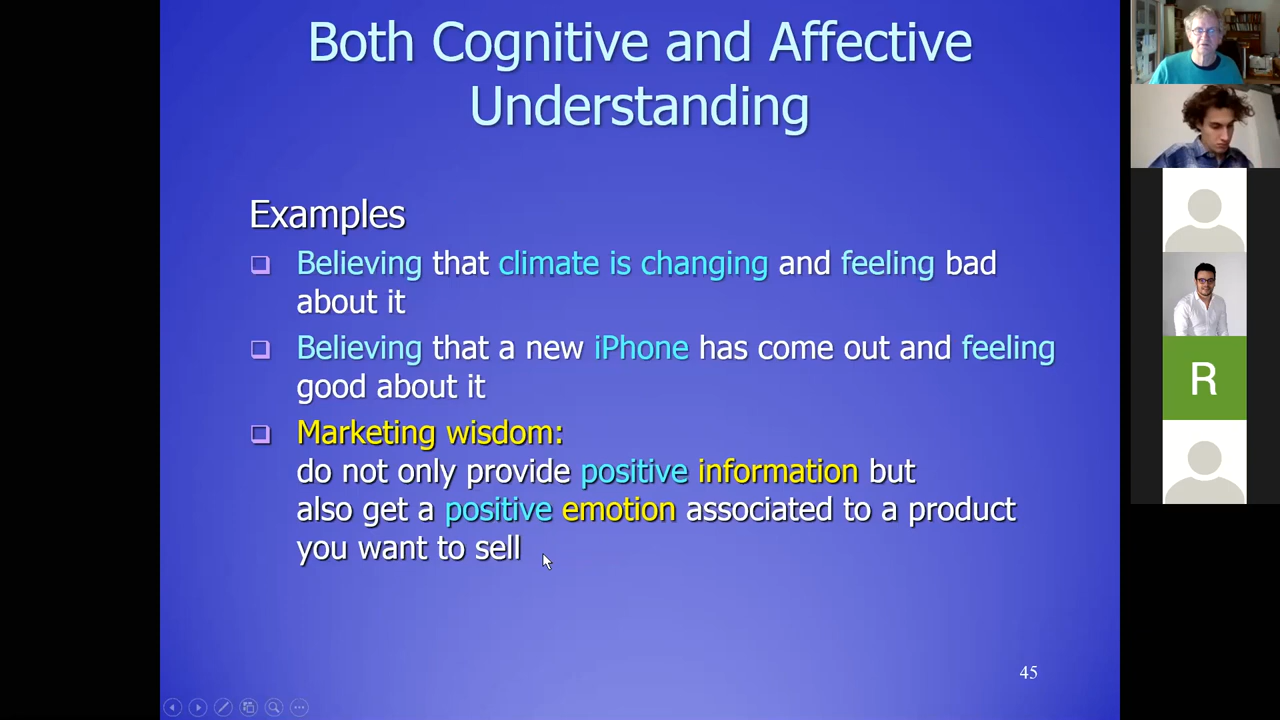 Both Cognitive and Affective
Understanding
Examples
Believing that climate is changing and feeling bad
about it
Believing that a new iPhone has come out and feeling
good about it
Marketing wisdom:
do not only provide positive information but
also get a positive emotion associated to a product
you want to sell
45
R